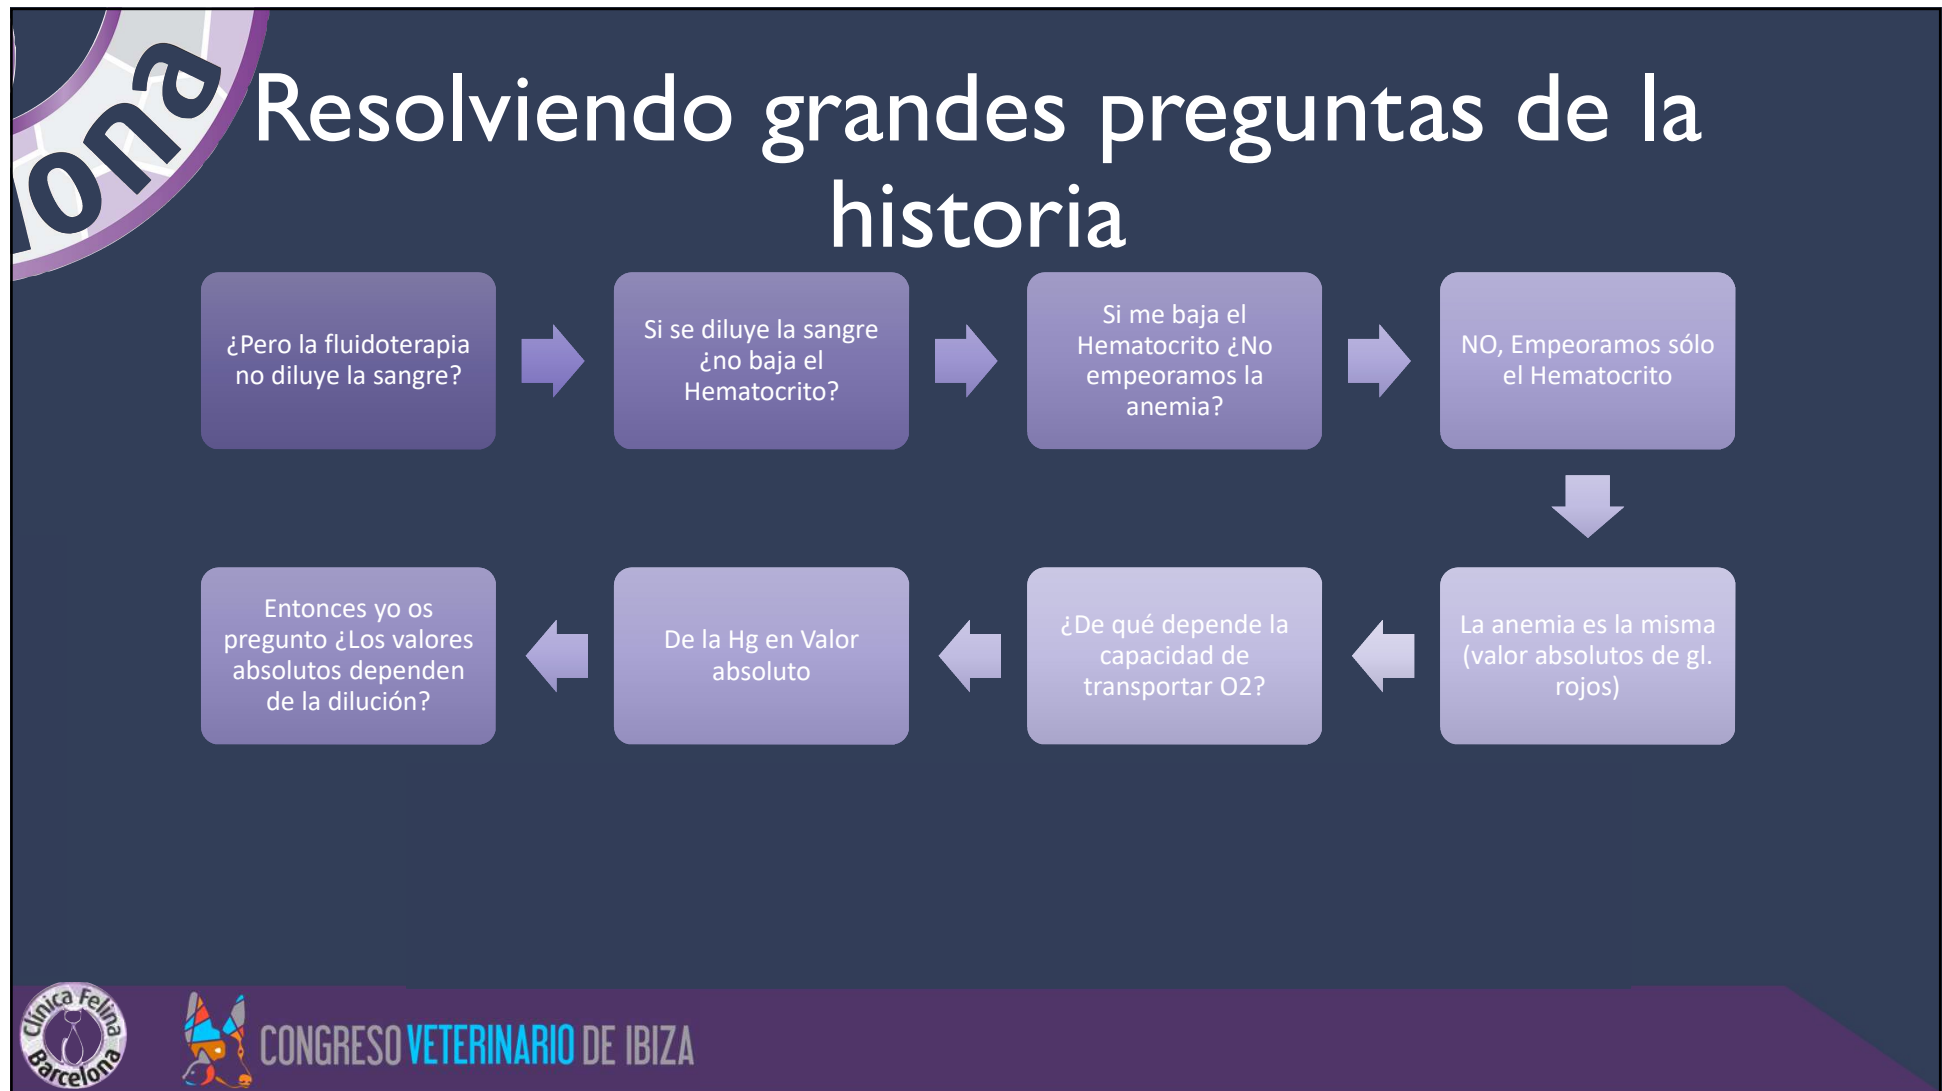 ona
Resolviendo grandes preguntas de la
historia
¿Pero la fluidoterapia
no diluye la sangre?
Si se diluye la sangre
¿no baja el
Hematocrito?
Si me baja el
Hematocrito ¿No
empeoramos la
anemia?
NO, Empeoramos sólo
el Hematocrito
La anemia es la misma
(valor absolutos de gl.
rojos)
¿De qué depende la
capacidad de
transportar O2?
De la Hg en Valor
absoluto
Entonces yo os
pregunto ¿Los valores
absolutos dependen
de la dilución?
Clínica Felina
Barcelona
CONGRESO VETERINARIO DE IBIZA